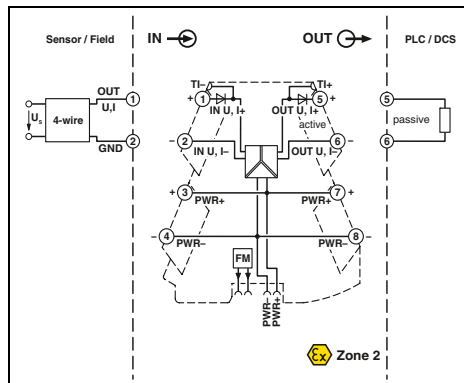 Sensor / Field
IN
OUT
PLC / DCS
TI–
TI+
OUT
U,I
1
+ 1
IN U, I+
OUT U, I+
5 +
5
Us
4-wire
active
passive
GND
2
– 2
IN U, I–
OUT U, I–
6 –
6
+ 3
PWR+
7 +
PWR+
– 4
PWR–
8 –
PWR–
FM
PWR–
PWR+
Ex Zone 2